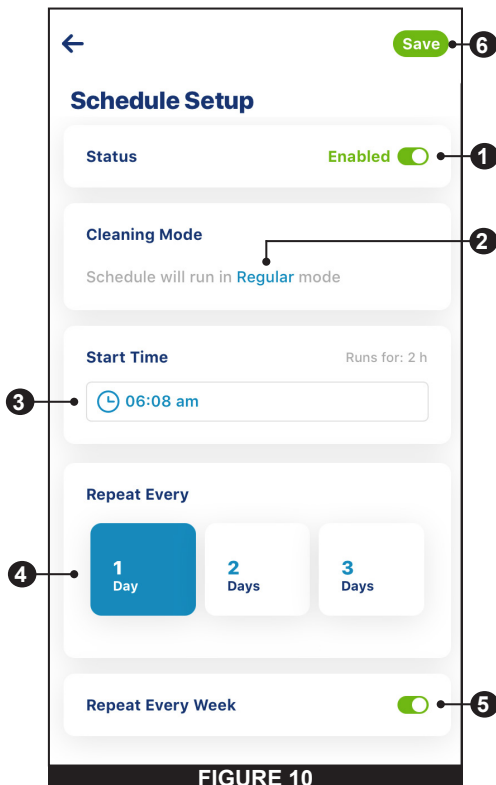 Save
6
Schedule Setup
Status
Enabled
1
Cleaning Mode
2
Schedule will run in Regular mode
Start Time
Runs for: 2 h
3
06:08 am
Repeat Every
4
1
Day
2
Days
3
Days
Repeat Every Week
5
FIGURE 10